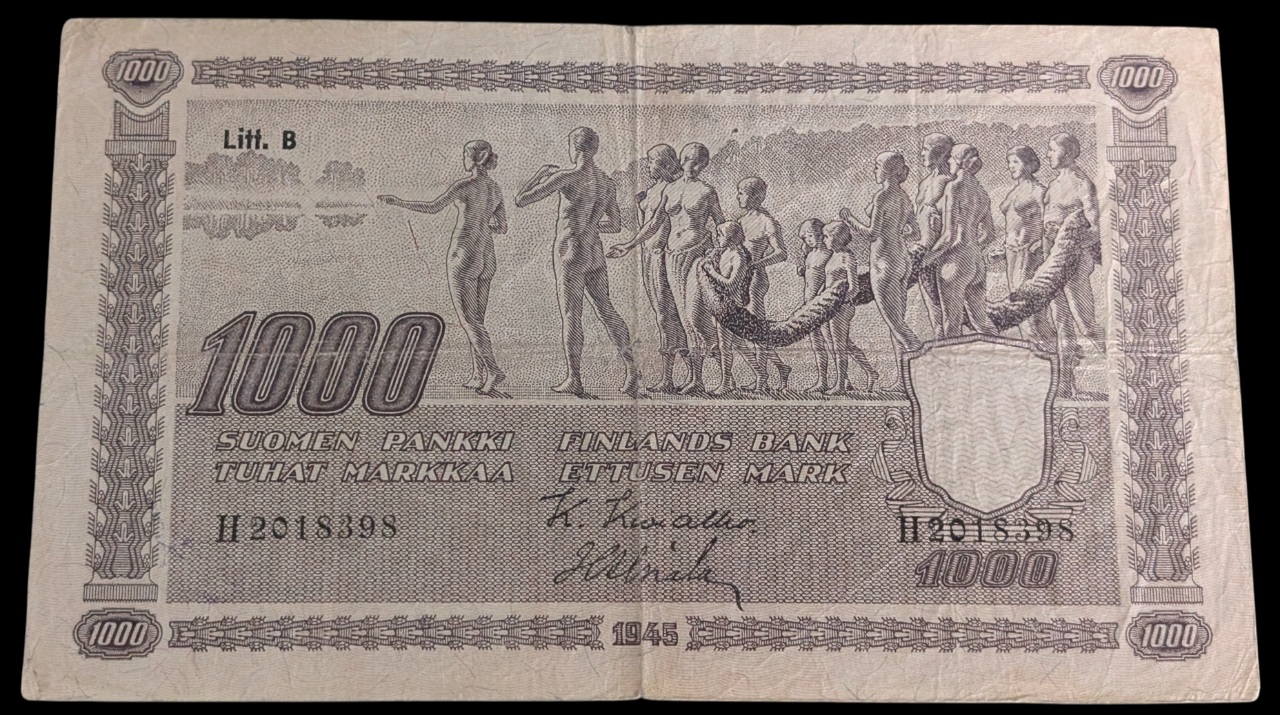 1000 1000
Litt. B
1000
SUOMEN PANKKI FINLANDS BANK
TUHAT MARKKAA ETTUSEN MARK
H2018398 H2018398
1000
1000 1945 1000